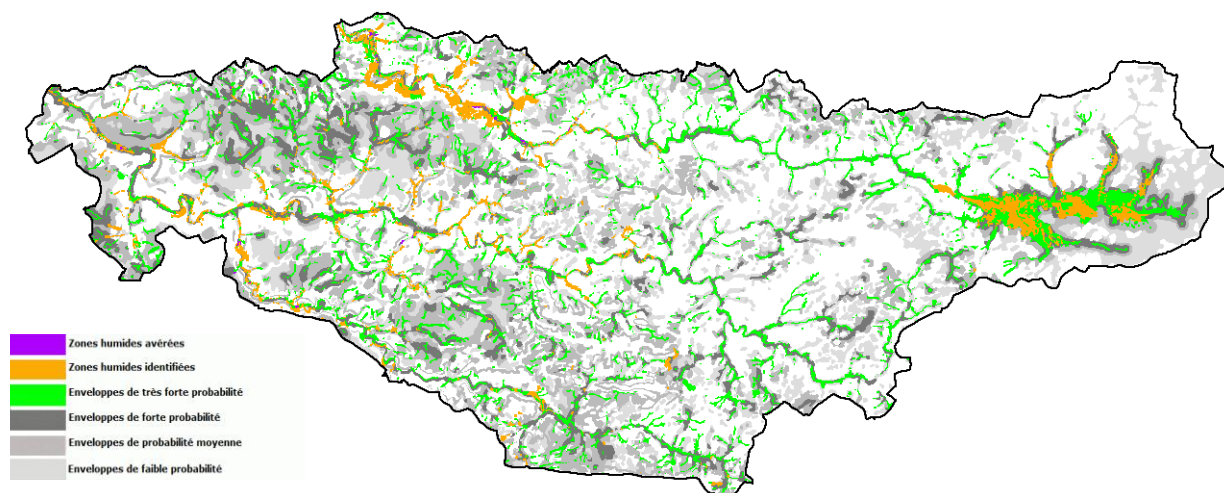 Zones humides avérées
Zones humides identifiées
Enveloppes de très forte probabilité
Enveloppes de forte probabilité
Enveloppes de probabilité moyenne
Enveloppes de faible probabilité